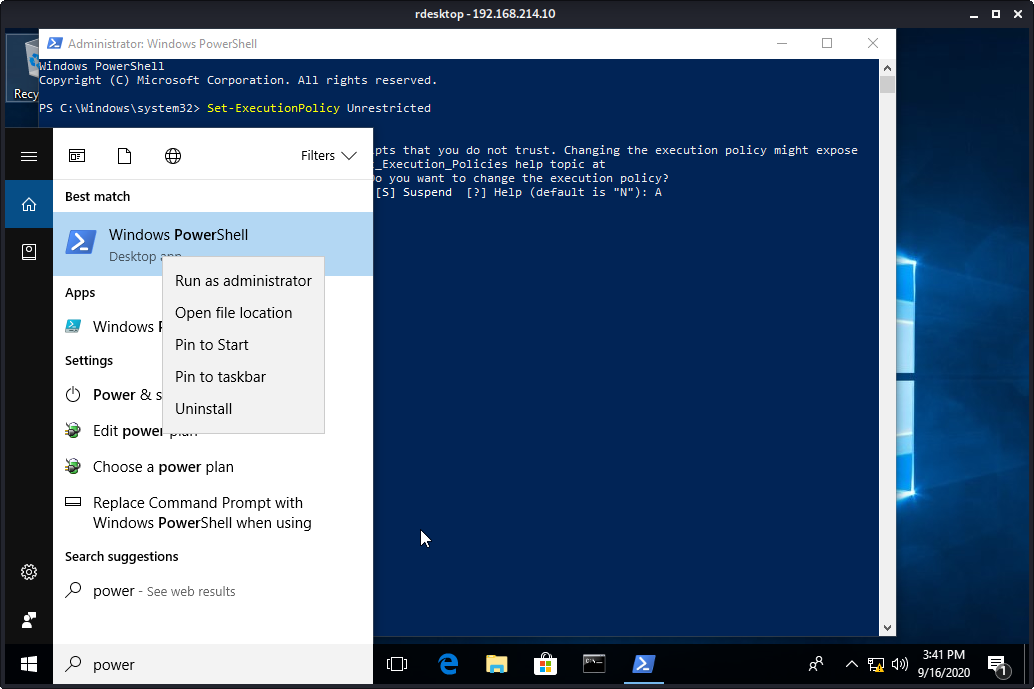 rdesktop - 192.168.214.10
Administrator: Windows PowerShell
Windows PowerShell
Copyright (C) Microsoft Corporation. All rights reserved.
Recy
PS C:\Windows\system32> Set-ExecutionPolicy Unrestricted
pts that you do not trust. Changing the execution policy might expose
_Execution_Policies help topic at
o you want to change the execution policy?
[S] Suspend [?] Help (default is "N"): A
Filters
Best match
Windows PowerShell
Desktop app
Run as administrator
Open file location
Pin to Start
Pin to taskbar
Uninstall
Apps
Windows P
Settings
Power & s
Edit power plan
Choose a power plan
Replace Command Prompt with
Windows PowerShell when using
Search suggestions
power - See web results
power
3:41 PM
9/16/2020
1